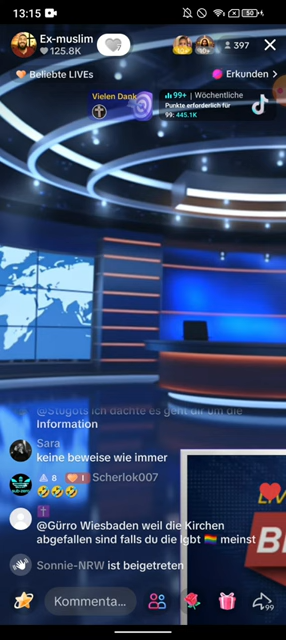 13:15
Ex-muslim
125.8K
397
Beliebte LIVEs
Erkunden >
Vielen Dank
99+ | Wöchentliche
Punkte erforderlich für
99: 445.1K
@Stugots ich dachte es geht dir um die
Information
Sara
keine beweise wie immer
8 1 Scherlok007
🤣🤣🤣
✝️
@Gürro Wiesbaden weil die Kirchen
abgefallen sind falls du die lgbt 🏳️‍🌈 meinst
Sonnie-NRW ist beigetreten
Kommenta...
99+